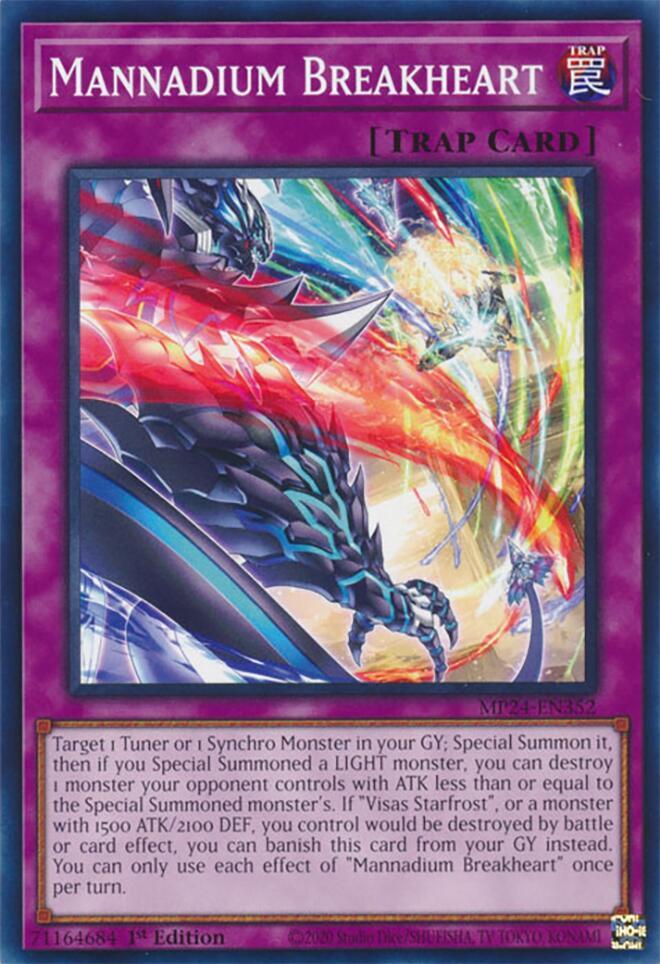 MANNADIUM BREAKHEART
TRAP
罠
[TRAP CARD]
MP24-EN352
Target 1 Tuner or 1 Synchro Monster in your GY; Special Summon it,
then if you Special Summoned a LIGHT monster, you can destroy
1 monster your opponent controls with ATK less than or equal to
the Special Summoned monster's. If "Visas Starfrost", or a monster
with 1500 ATK/2100 DEF, you control would be destroyed by battle
or card effect, you can banish this card from your GY instead.
You can only use each effect of "Mannadium Breakheart" once
per turn.
71164684 1st Edition ©2020 Studio Dice/SHUEISHA, TV TOKYO, KONAMI